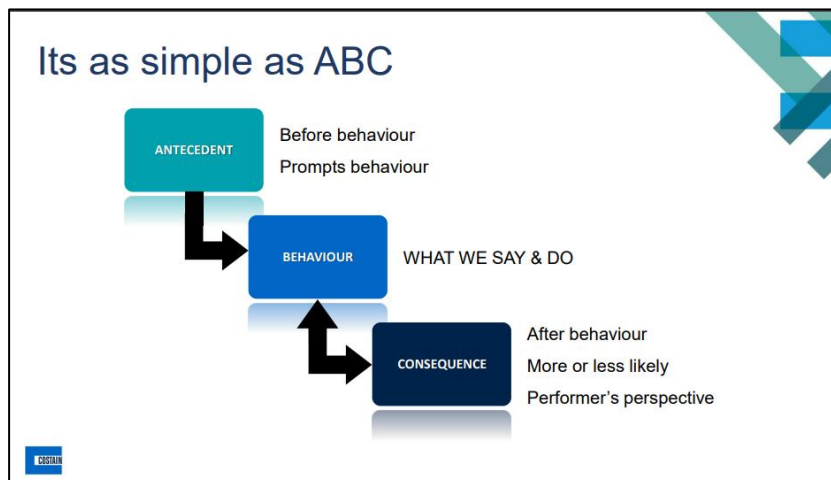 Its as simple as ABC
ANTECEDENT
Before behaviour
Prompts behaviour
BEHAVIOUR
WHAT WE SAY & DO
CONSEQUENCE
After behaviour
More or less likely
Performer's perspective
COSTAIN